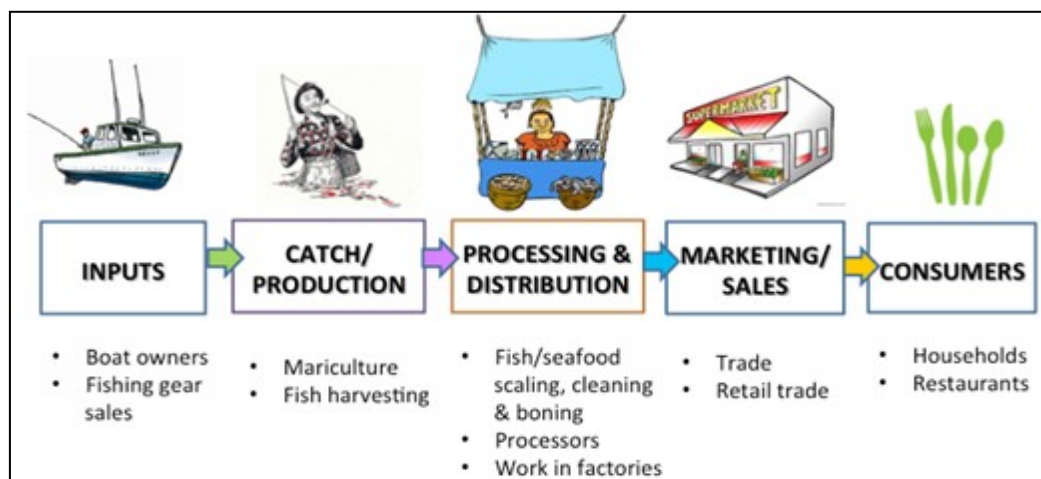 SUPERMARKET
INPUTS
CATCH/
PRODUCTION
PROCESSING &
DISTRIBUTION
MARKETING/
SALES
CONSUMERS
• Boat owners
• Fishing gear
sales
• Mariculture
• Fish harvesting
• Fish/seafood
scaling, cleaning
& boning
• Processors
• Work in factories
• Trade
• Retail trade
• Households
• Restaurants